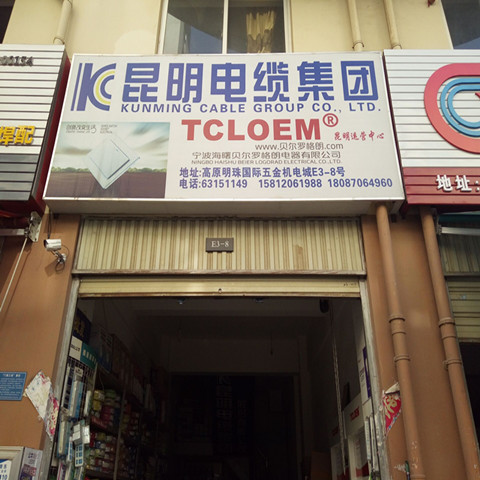 KC 昆明电缆集团
KUNMING CABLE GROUP CO., LTD.
TCLOEM®
昆明运营中心
www.贝尔罗格朗.com
宁波海曙贝尔罗格朗电器有限公司
NINGBO HAISHU BEIER LOGRAND ELECTRICAL CO.,LTD.
地址:高原明珠国际五金机电城E3-8号
电话:63151149 15812061988 18087064960
E3-8
焊配
地址: